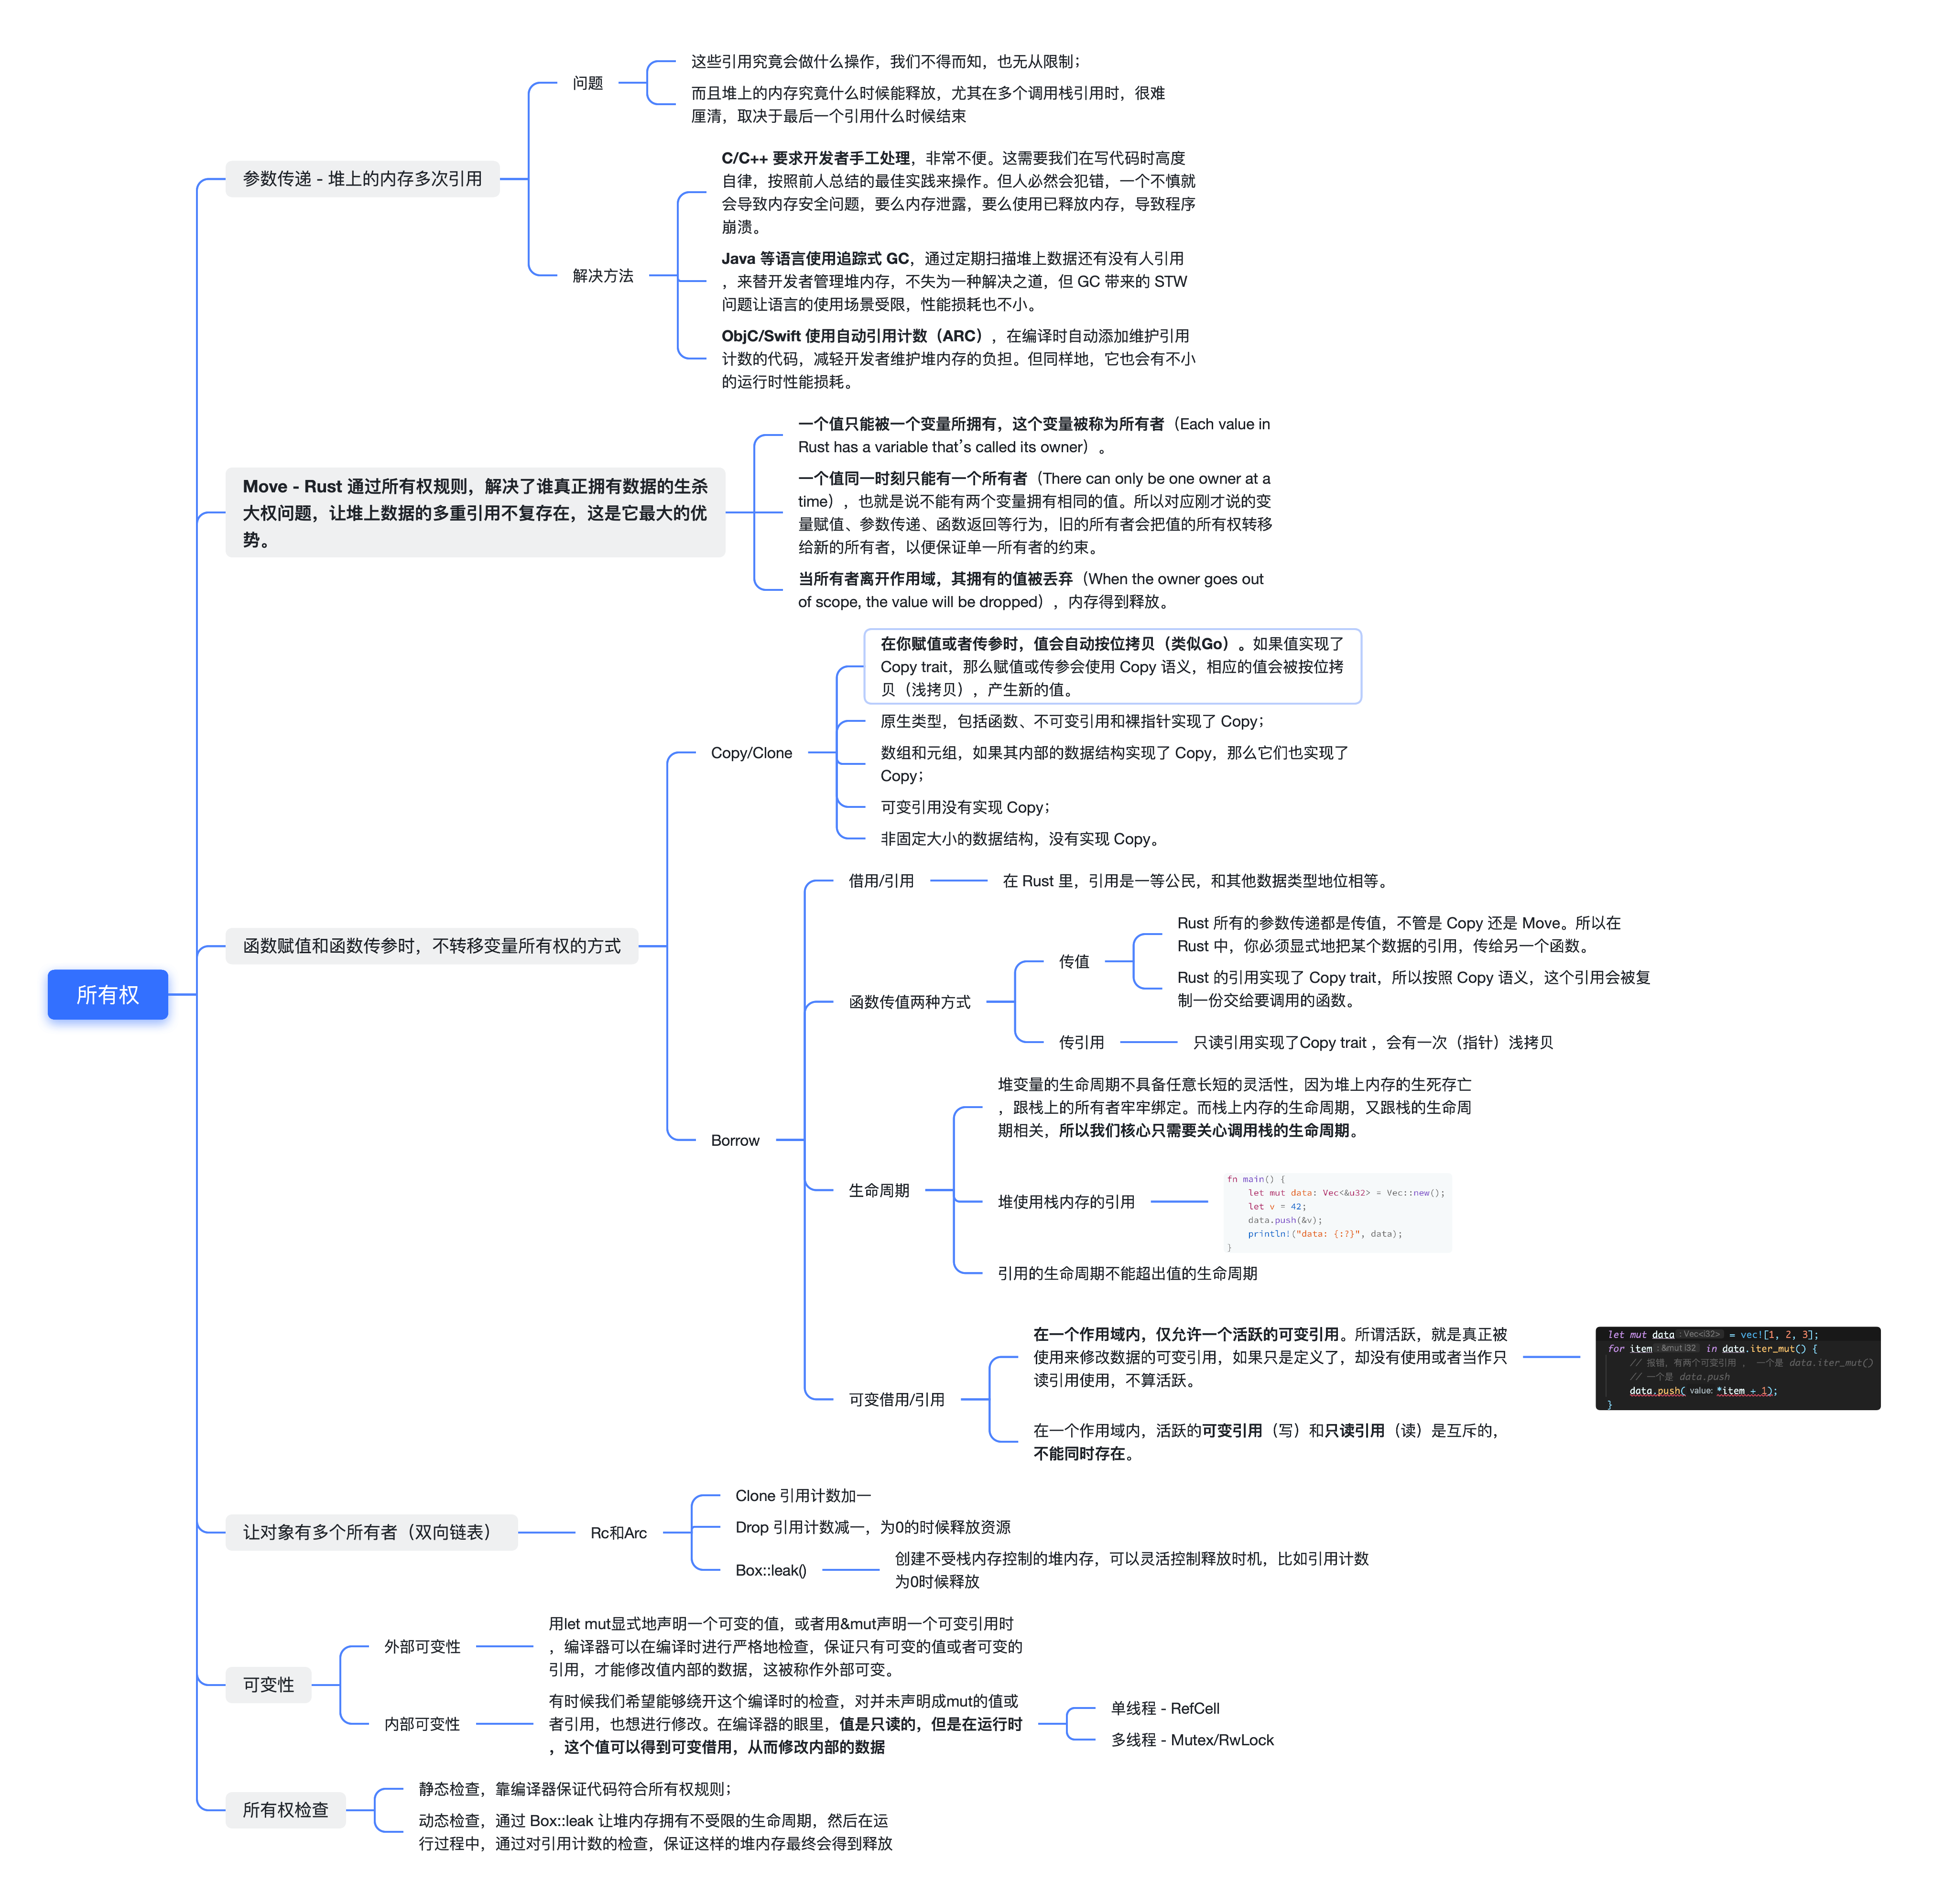 所有权
参数传递 - 堆上的内存多次引用
问题
这些引用究竟会做什么操作，我们不得而知，也无从限制；
而且堆上的内存究竟什么时候能释放，尤其在多个调用栈引用时，很难
厘清，取决于最后一个引用什么时候结束
解决方法
C/C++ 要求开发者手工处理，非常不便。这需要我们在写代码时高度
自律，按照前人总结的最佳实践来操作。但人必然会犯错，一个不慎就
会导致内存安全问题，要么内存泄露，要么使用已释放内存，导致程序
崩溃。
Java 等语言使用追踪式 GC，通过定期扫描堆上数据还有没有人引用
，来替开发者管理堆内存，不失为一种解决之道，但 GC 带来的 STW
问题让语言的使用场景受限，性能损耗也不小。
ObjC/Swift 使用自动引用计数（ARC），在编译时自动添加维护引用
计数的代码，减轻开发者维护堆内存的负担。但同样地，它也会有不小
的运行时性能损耗。
Move - Rust 通过所有权规则，解决了谁真正拥有数据的生杀
大权问题，让堆上数据的多重引用不复存在，这是它最大的优
势。
一个值只能被一个变量所拥有，这个变量被称为所有者（Each value in
Rust has a variable that’s called its owner）。
一个值同一时刻只能有一个所有者（There can only be one owner at a
time），也就是说不能有两个变量拥有相同的值。所以对应刚才说的变
量赋值、参数传递、函数返回等行为，旧的所有者会把值的所有权转移
给新的所有者，以便保证单一所有者的约束。
当所有者离开作用域，其拥有的值被丢弃（When the owner goes out
of scope, the value will be dropped），内存得到释放。
函数赋值和函数传参时，不转移变量所有权的方式
Copy/Clone
在你赋值或者传参时，值会自动按位拷贝（类似Go）。如果值实现了
Copy trait，那么赋值或传参会使用 Copy 语义，相应的值会被按位拷
贝（浅拷贝），产生新的值。
原生类型，包括函数、不可变引用和裸指针实现了 Copy；
数组和元组，如果其内部的数据结构实现了 Copy，那么它们也实现了
Copy；
可变引用没有实现 Copy；
非固定大小的数据结构，没有实现 Copy。
Borrow
借用/引用
在 Rust 里，引用是一等公民，和其他数据类型地位相等。
函数传值两种方式
传值
Rust 所有的参数传递都是传值，不管是 Copy 还是 Move。所以在
Rust 中，你必须显式地把某个数据的引用，传给另一个函数。
Rust 的引用实现了 Copy trait，所以按照 Copy 语义，这个引用会被复
制一份交给要调用的函数。
传引用
只读引用实现了Copy trait ，会有一次（指针）浅拷贝
生命周期
堆变量的生命周期不具备任意长短的灵活性，因为堆上内存的生死存亡
，跟栈上的所有者牢牢绑定。而栈上内存的生命周期，又跟栈的生命周
期相关，所以我们核心只需要关心调用栈的生命周期。
堆使用栈内存的引用
fn main() {
let mut data: Vec<&u32> = Vec::new();
let v = 42;
data.push(&v);
println!("data: {:?}", data);
}
引用的生命周期不能超出值的生命周期
可变借用/引用
在一个作用域内，仅允许一个活跃的可变引用。所谓活跃，就是真正被
使用来修改数据的可变引用，如果只是定义了，却没有使用或者当作只
读引用使用，不算活跃。
let mut data : Vec<i32> = vec![1, 2, 3];
for item : &mut i32 in data.iter_mut() {
// 报错，有两个可变引用 ， 一个是 data.iter_mut()
// 一个是 data.push
data.push( value: *item + 1);
}
在一个作用域内，活跃的可变引用（写）和只读引用（读）是互斥的，
不能同时存在。
让对象有多个所有者（双向链表）
Rc和Arc
Clone 引用计数加一
Drop 引用计数减一，为0的时候释放资源
Box::leak()
创建不受栈内存控制的堆内存，可以灵活控制释放时机，比如引用计数
为0时候释放
可变性
外部可变性
用let mut显式地声明一个可变的值，或者用&mut声明一个可变引用时
，编译器可以在编译时进行严格地检查，保证只有可变的值或者可变的
引用，才能修改值内部的数据，这被称作外部可变。
内部可变性
有时候我们希望能够绕开这个编译时的检查，对并未声明成mut的值或
者引用，也想进行修改。在编译器的眼里，值是只读的，但是在运行时
，这个值可以得到可变借用，从而修改内部的数据
单线程 - RefCell
多线程 - Mutex/RwLock
所有权检查
静态检查，靠编译器保证代码符合所有权规则；
动态检查，通过 Box::leak 让堆内存拥有不受限的生命周期，然后在运
行过程中，通过对引用计数的检查，保证这样的堆内存最终会得到释放